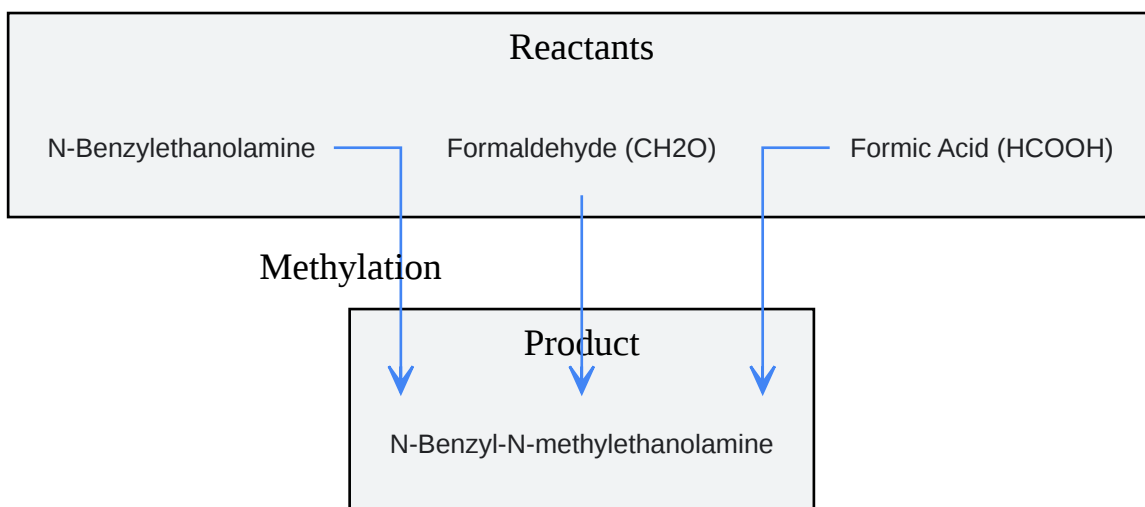 Reactants
N-Benzylethanolamine
Formaldehyde (CH2O)
Formic Acid (HCOOH)
Methylation
Product
N-Benzyl-N-methylethanolamine